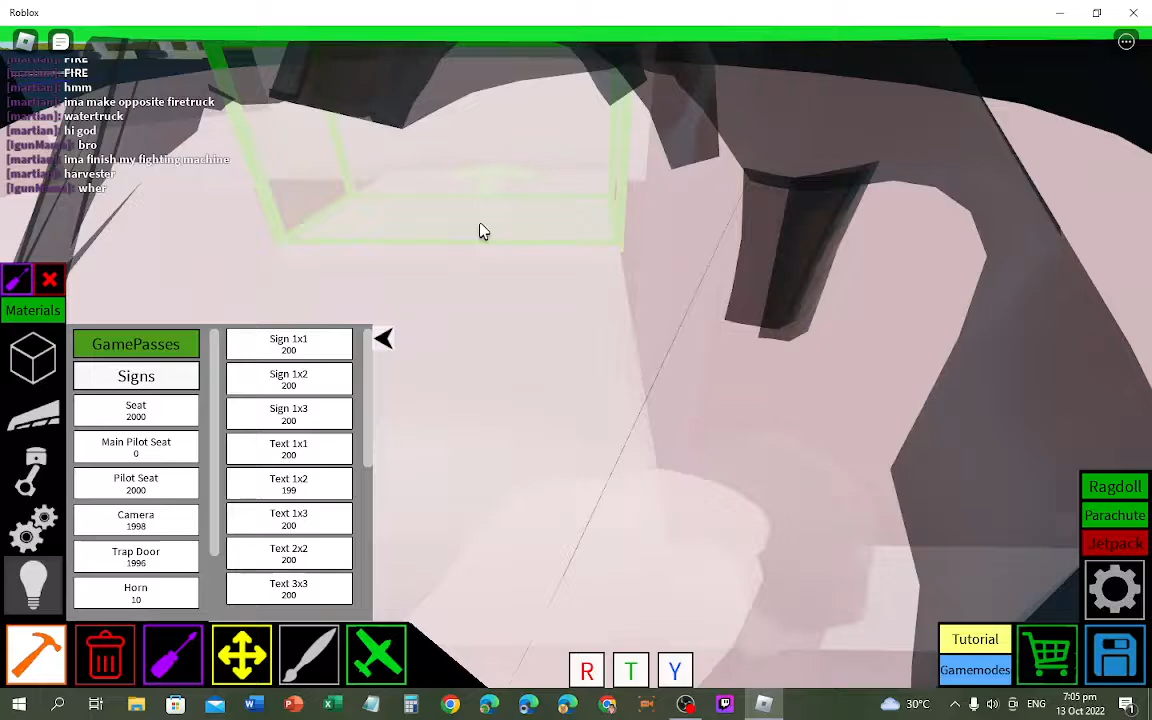 Roblox
FIRE
FIRE
[martian]: hmm
[martian]: ima make opposite firetruck
[martian]: watertruck
[martian]: hi god
bro
[martian]: ima finish my fighting machine
[martian]: harvester
wher
Materials
GamePasses
Signs
Seat
2000
Main Pilot Seat
0
Pilot Seat
2000
Camera
1998
Trap Door
1996
Horn
10
Sign 1x1
200
Sign 1x2
200
Sign 1x3
200
Text 1x1
200
Text 1x2
199
Text 1x3
200
Text 2x2
200
Text 3x3
200
Ragdoll
Parachute
Jetpack
R T Y
Tutorial
Gamemodes
30°C
ENG
7:05 pm
13 Oct 2022
1